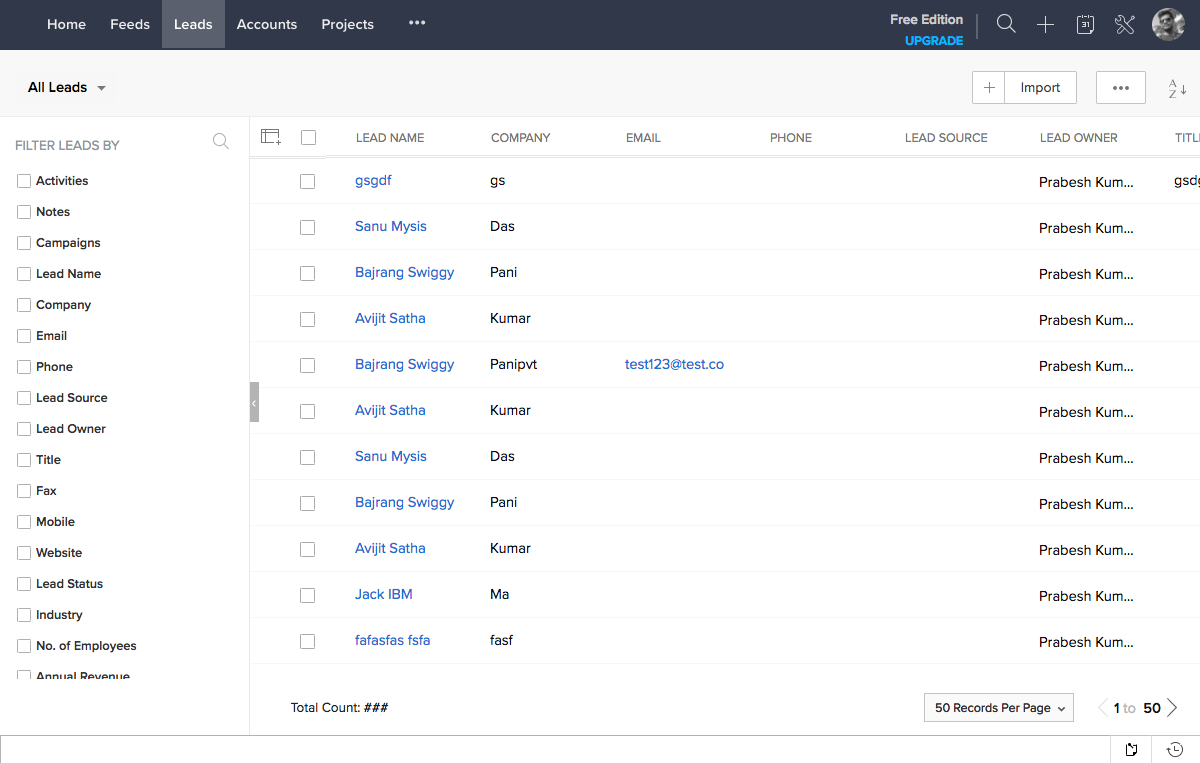 Home Feeds Leads Accounts Projects ••• Free Edition
UPGRADE
31
All Leads
+ Import ••• A
Z
FILTER LEADS BY
Activities
Notes
Campaigns
Lead Name
Company
Email
Phone
Lead Source
Lead Owner
Title
Fax
Mobile
Website
Lead Status
Industry
No. of Employees
Annual Revenue
LEAD NAME COMPANY EMAIL PHONE LEAD SOURCE LEAD OWNER TITL
gsgdf gs Prabesh Kum... gsdg
Sanu Mysis Das Prabesh Kum...
Bajrang Swiggy Pani Prabesh Kum...
Avijit Satha Kumar Prabesh Kum...
Bajrang Swiggy Panipvt test123@test.co Prabesh Kum...
Avijit Satha Kumar Prabesh Kum...
Sanu Mysis Das Prabesh Kum...
Bajrang Swiggy Pani Prabesh Kum...
Avijit Satha Kumar Prabesh Kum...
Jack IBM Ma Prabesh Kum...
fafasfas fsfa fasf Prabesh Kum...
Total Count: ### 50 Records Per Page 1 to 50